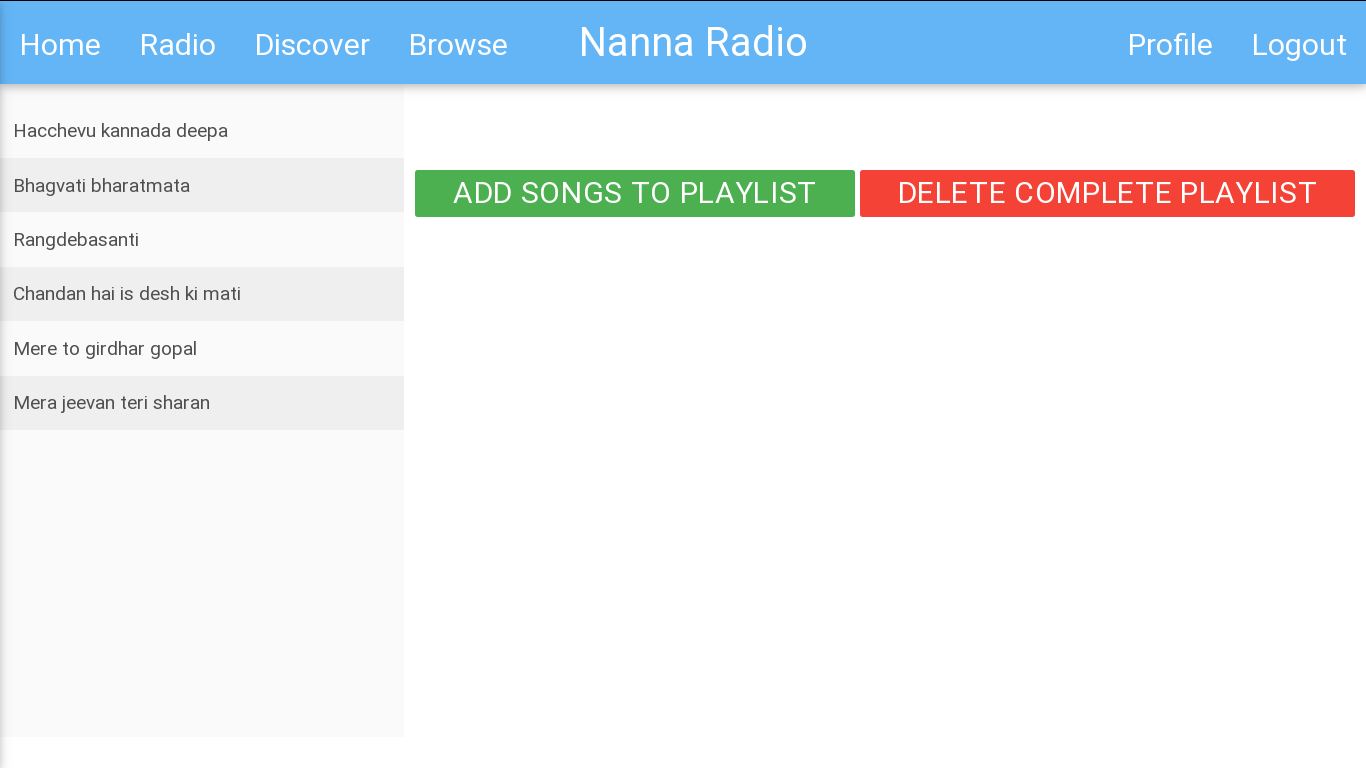 Home Radio Discover Browse Nanna Radio Profile Logout
Hacchevu kannada deepa
Bhagvati bharatmata
Rangdebasanti
Chandan hai is desh ki mati
Mere to girdhar gopal
Mera jeevan teri sharan
ADD SONGS TO PLAYLIST DELETE COMPLETE PLAYLIST